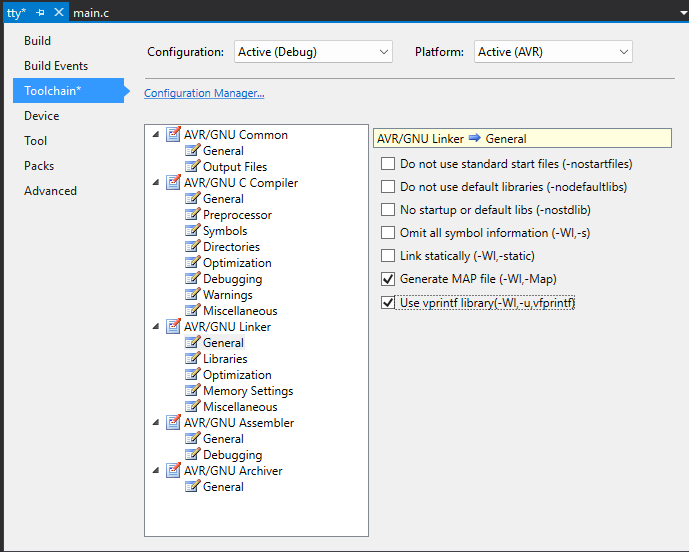 tty* main.c
Build
Build Events
Toolchain*
Device
Tool
Packs
Advanced
Configuration: Active (Debug) Platform: Active (AVR)
Configuration Manager...
AVR/GNU Common
General
Output Files
AVR/GNU C Compiler
General
Preprocessor
Symbols
Directories
Optimization
Debugging
Warnings
Miscellaneous
AVR/GNU Linker
General
Libraries
Optimization
Memory Settings
Miscellaneous
AVR/GNU Assembler
General
Debugging
AVR/GNU Archiver
General
AVR/GNU Linker General
Do not use standard start files (-nostartfiles)
Do not use default libraries (-nodefaultlibs)
No startup or default libs (-nostdlib)
Omit all symbol information (-Wl,-s)
Link statically (-Wl,-static)
Generate MAP file (-Wl,-Map)
Use vprintf library(-Wl,-u,vfprintf)